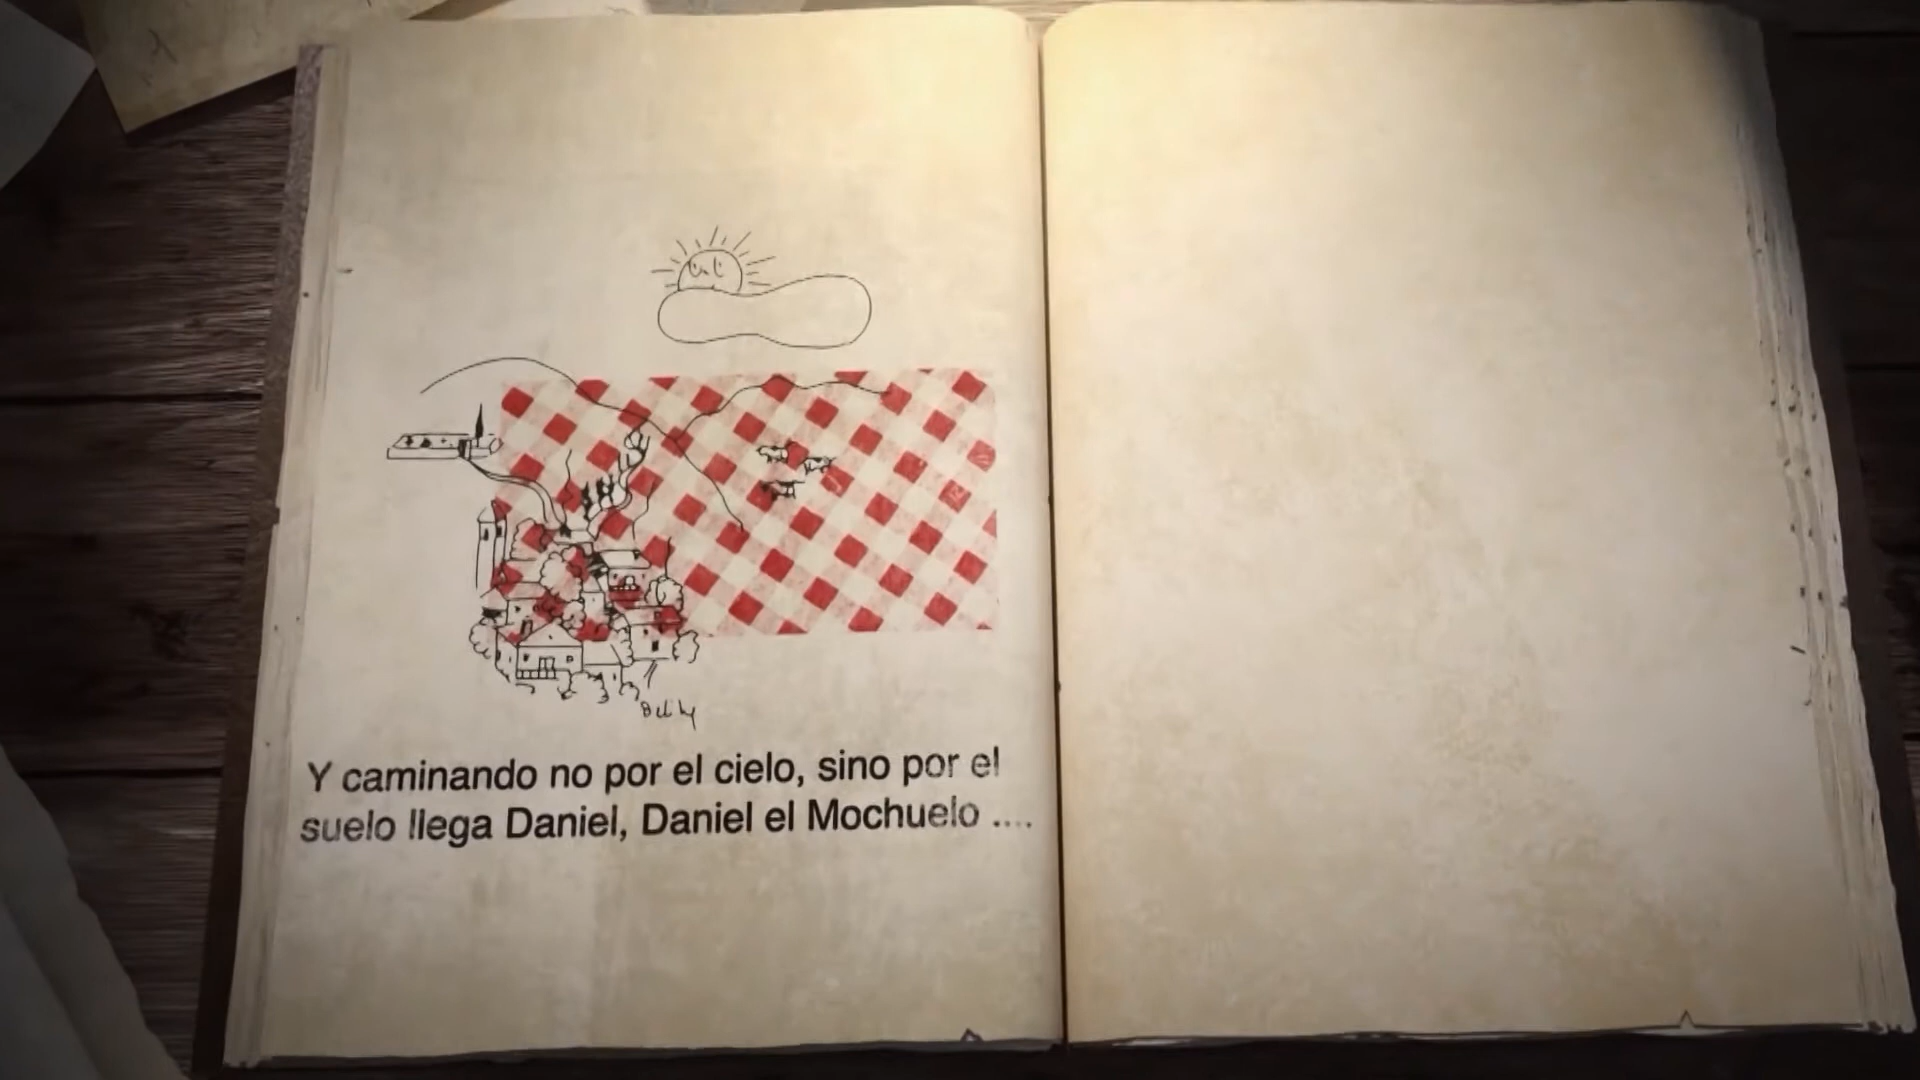 Y caminando no por el cielo, sino por el
suelo llega Daniel, Daniel el Mochuelo ....